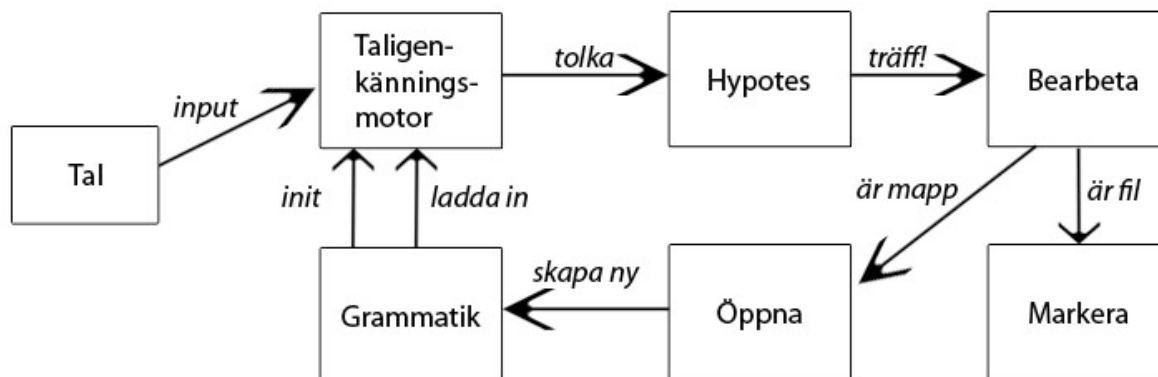 Taligen-
kännings-
motor
tolka
Hypotes
träff!
Bearbeta
input
Tal
init
ladda in
är mapp
är fil
Grammatik
skapa ny
Öppna
Markera